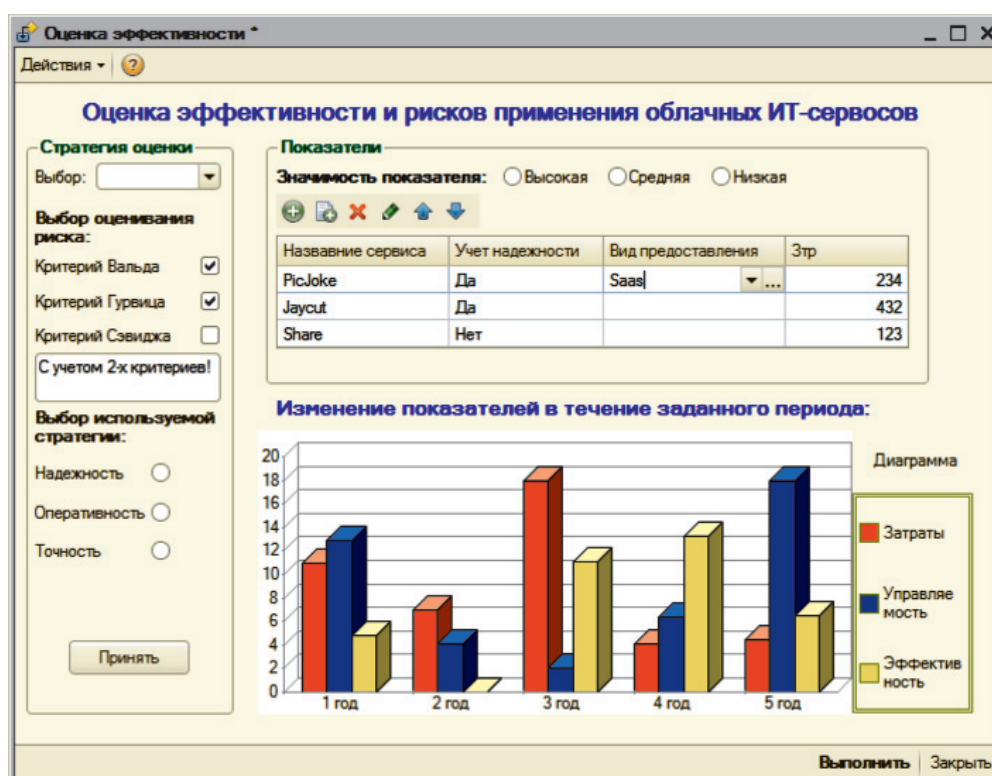 Оценка эффективности *
Действия
Оценка эффективности и рисков применения облачных ИТ-сервосов
Стратегия оценки
Выбор:
Выбор оценивания
риска:
Критерий Вальда
Критерий Гурвица
Критерий Сэвиджа
С учетом 2-х критериев!
Выбор используемой
стратегии:
Надежность
Оперативность
Точность
Принять
Показатели
Значимость показателя: Высокая Средняя Низкая
Назвавние сервиса Учет надежности Вид предоставления Зтр
PicJoke Да Saas ... 234
Jaycut Да 432
Share Нет 123
Изменение показателей в течение заданного периода:
20
18
16
14
12
10
8
6
4
2
0
1 год 2 год 3 год 4 год 5 год
Диаграмма
Затраты
Управляе
мость
Эффектив
ность
Выполнить Закрыть